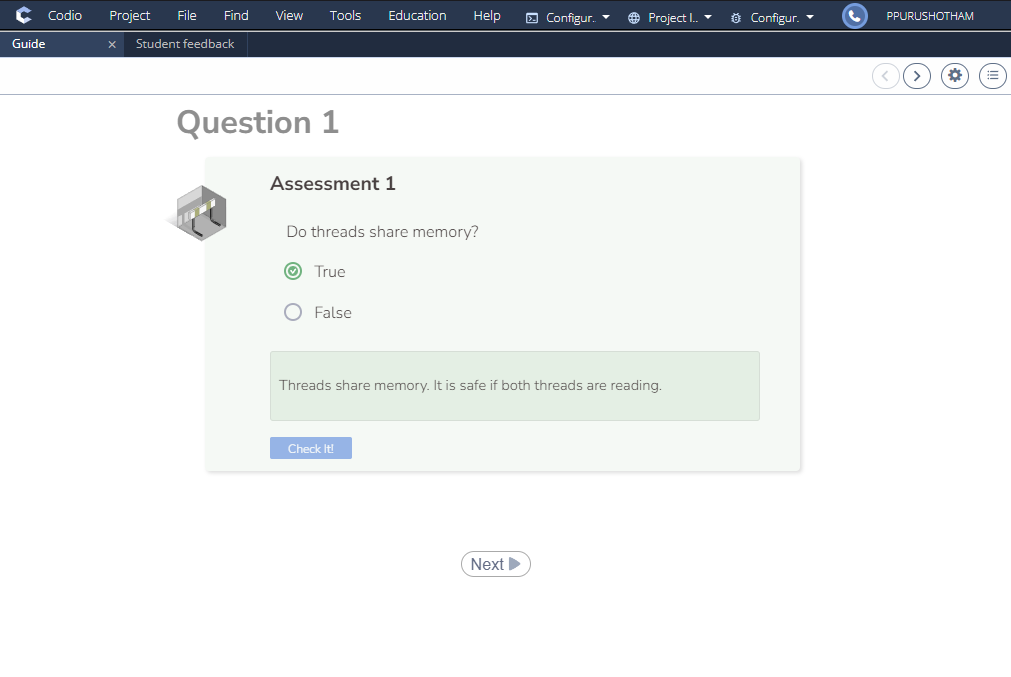 Codio Project File Find View Tools Education Help Configur. Project I.. Configur. PPURUSHOTHAM
Guide × Student feedback
Question 1
Assessment 1
Do threads share memory?
True
False
Threads share memory. It is safe if both threads are reading.
Check It!
Next